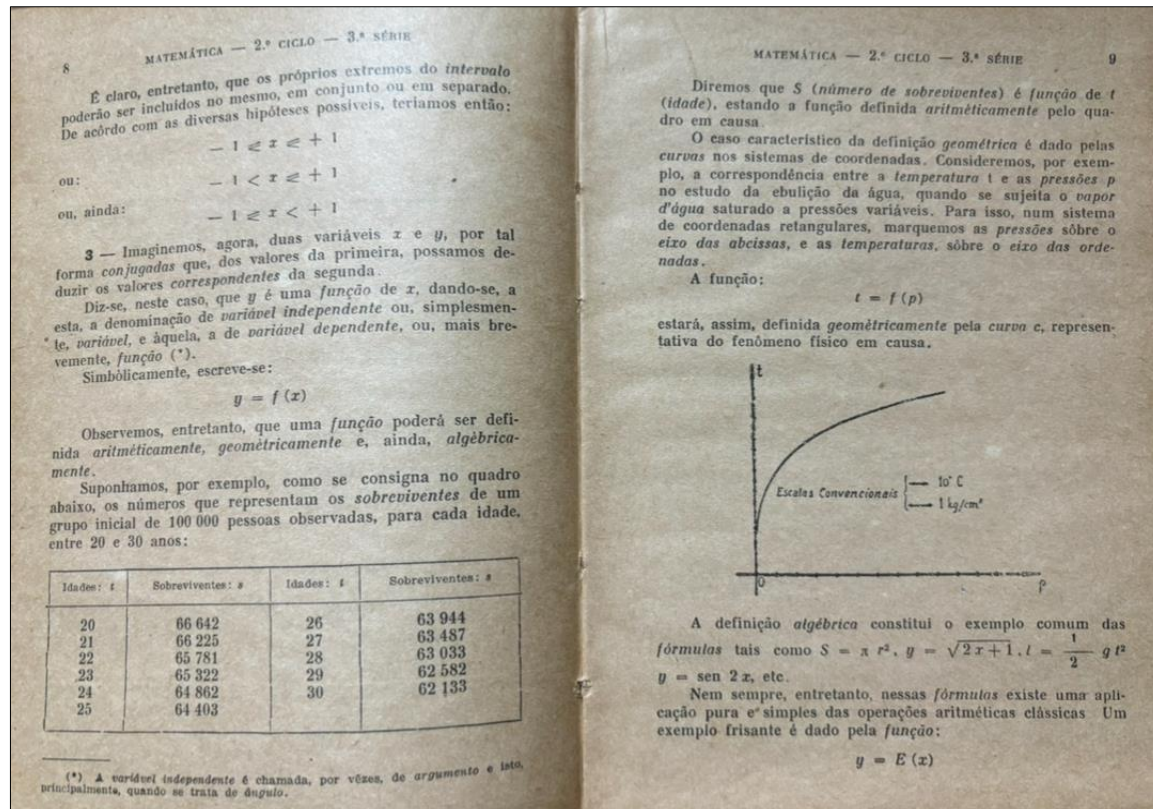 8 MATEMÁTICA — 2.º CICLO — 3.ª SÉRIE
É claro, entretanto, que os próprios extremos do intervalo
poderão ser incluídos no mesmo, em conjunto ou em separado.
De acôrdo com as diversas hipóteses possíveis, teríamos então:
— 1 ⩽ x ⩽ + 1
ou: — 1 < x ⩽ + 1
ou, ainda: — 1 ⩽ x < + 1
3 — Imaginemos, agora, duas variáveis x e y, por tal
forma conjugadas que, dos valores da primeira, possamos de-
duzir os valores correspondentes da segunda.
Diz-se, neste caso, que y é uma função de x, dando-se, a
esta, a denominação de variável independente ou, simplesmen-
te, variável, e àquela, a de variável dependente, ou, mais bre-
vemente, função (*).
Simbòlicamente, escreve-se:
y = f (x)
Observemos, entretanto, que uma função poderá ser defi-
nida aritmèticamente, geomètricamente e, ainda, algèbrica-
mente.
Suponhamos, por exemplo, como se consigna no quadro
abaixo, os números que representam os sobreviventes de um
grupo inicial de 100 000 pessoas observadas, para cada idade,
entre 20 e 30 anos:
Idades: t Sobreviventes: s Idades: t Sobreviventes: s
20 66 642 26 63 944
21 66 225 27 63 487
22 65 781 28 63 033
23 65 322 29 62 582
24 64 862 30 62 133
25 64 403
(*) A variável independente é chamada, por vêzes, de argumento e isto,
principalmente, quando se trata de ângulo.
MATEMÁTICA — 2.º CICLO — 3.ª SÉRIE 9
Diremos que S (número de sobreviventes) é função de t
(idade), estando a função definida aritmèticamente pelo qua-
dro em causa.
O caso característico da definição geométrica é dado pelas
curvas nos sistemas de coordenadas. Consideremos, por exem-
plo, a correspondência entre a temperatura t e as pressões p
no estudo da ebulição da água, quando se sujeita o vapor
d'água saturado a pressões variáveis. Para isso, num sistema
de coordenadas retangulares, marquemos as pressões sôbre o
eixo das abcissas, e as temperaturas, sôbre o eixo das orde-
nadas.
A função:
t = f (p)
estará, assim, definida geomètricamente pela curva c, represen-
tativa do fenômeno físico em causa.
t
Escalas Convencionais
10° C
1 kg/cm²
0
p
A definição algébrica constitui o exemplo comum das
fórmulas tais como S = π r², y = √2 x + 1, l = 1/2 g t²
y = sen 2 x, etc.
Nem sempre, entretanto, nessas fórmulas existe uma apli-
cação pura e simples das operações aritméticas clássicas Um
exemplo frisante é dado pela função:
y = E (x)